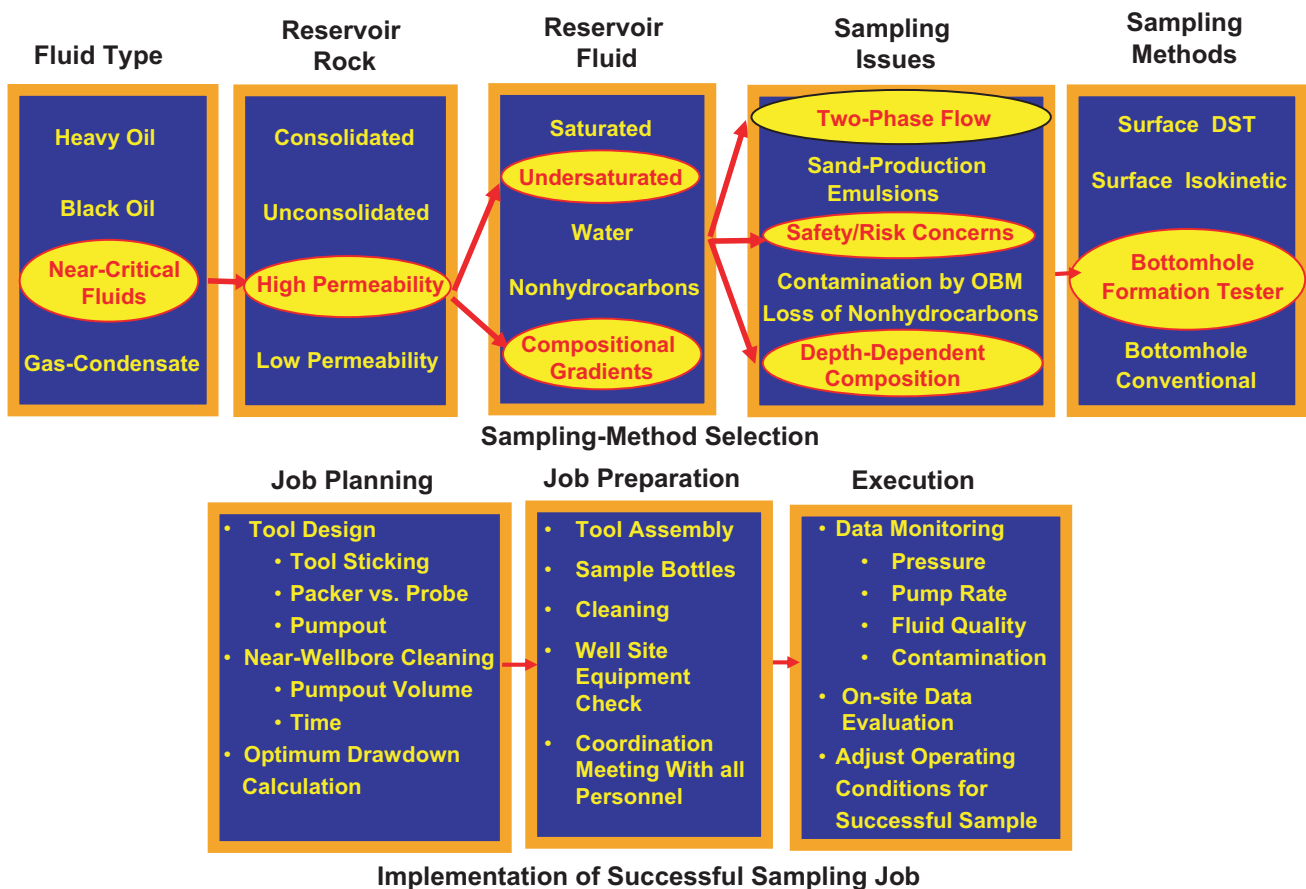 Fluid Type
Heavy Oil
Black Oil
Near-Critical
Fluids
Gas-Condensate
Reservoir
Rock
Consolidated
Unconsolidated
High Permeability
Low Permeability
Reservoir
Fluid
Saturated
Undersaturated
Water
Nonhydrocarbons
Compositional
Gradients
Sampling
Issues
Two-Phase Flow
Sand-Production
Emulsions
Safety/Risk Concerns
Contamination by OBM
Loss of Nonhydrocarbons
Depth-Dependent
Composition
Sampling
Methods
Surface DST
Surface Isokinetic
Bottomhole
Formation Tester
Bottomhole
Conventional
Sampling-Method Selection
Job Planning
• Tool Design
• Tool Sticking
• Packer vs. Probe
• Pumpout
• Near-Wellbore Cleaning
• Pumpout Volume
• Time
• Optimum Drawdown
Calculation
Job Preparation
• Tool Assembly
• Sample Bottles
• Cleaning
• Well Site
Equipment
Check
• Coordination
Meeting With all
Personnel
Execution
• Data Monitoring
• Pressure
• Pump Rate
• Fluid Quality
• Contamination
• On-site Data
Evaluation
• Adjust Operating
Conditions for
Successful Sample
Implementation of Successful Sampling Job